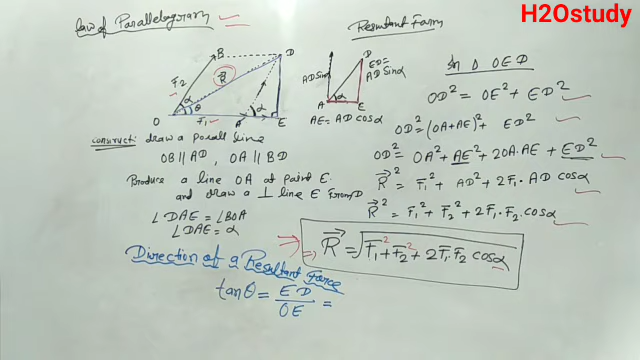 H2Ostudy
law of Parallelogram
Resultant Farm
B
D
F₂
R
α
θ
O
F₁
A
α
E
D
AD Sinα
ED =
AD Sinα
A
α
E
AE = AD cosα
In Δ OED
OD² = OE² + ED²
OD² = (OA+AE)² + ED²
OD² = OA² + AE² + 2OA·AE + ED²
R² = F₁² + AD² + 2F₁·AD cosα
R² = F₁² + F₂² + 2F₁·F₂ cosα
R = √F₁² + F₂² + 2F₁·F₂ cosα
construct: draw a parall line
OB || AD, OA || BD
Produce a line OA at point E.
and draw a ⊥ line E from D
∠DAE = ∠BOA
∠DAE = α
Direction of a Resultant Force
tanθ = ED/OE =